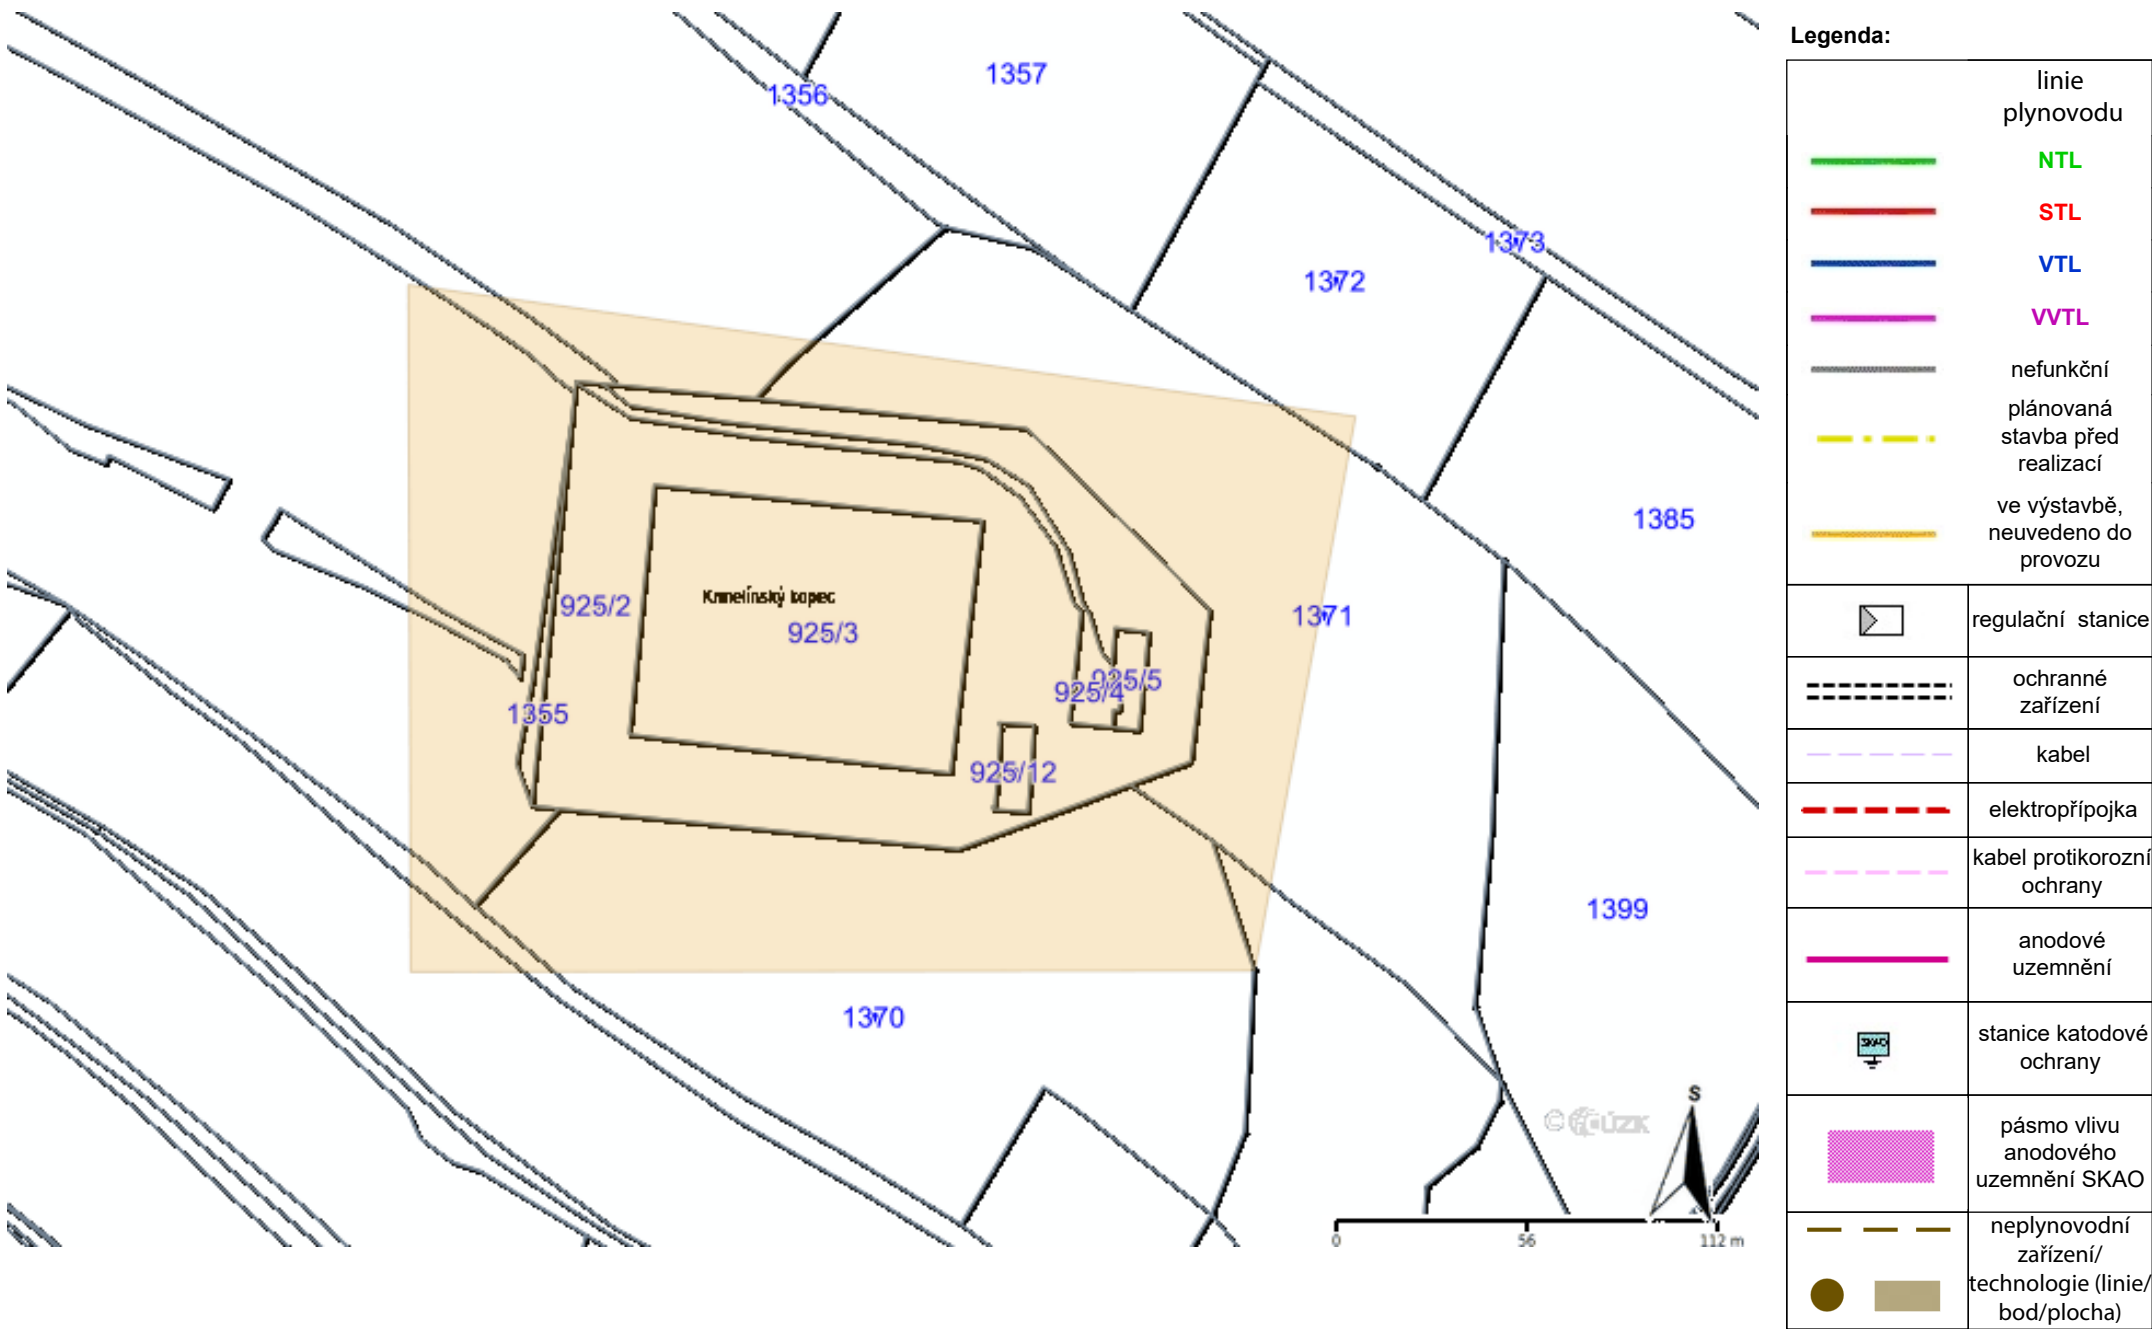 Legenda:
linie
plynovodu
NTL
STL
VTL
VVTL
nefunkční
plánovaná
stavba před
realizací
ve výstavbě,
neuvedeno do
provozu
regulační stanice
ochranné
zařízení
kabel
elektropřípojka
kabel protikorozní
ochrany
anodové
uzemnění
SKAO
stanice katodové
ochrany
pásmo vlivu
anodového
uzemnění SKAO
neplynovodní
zařízení/
technologie (linie/
bod/plocha)
1357
1356
1373
1372
1385
925/2
kopec
925/3
1371
925/5
925/4
1355
925/12
1399
1370
S
© ČÚZK
0
56
112 m